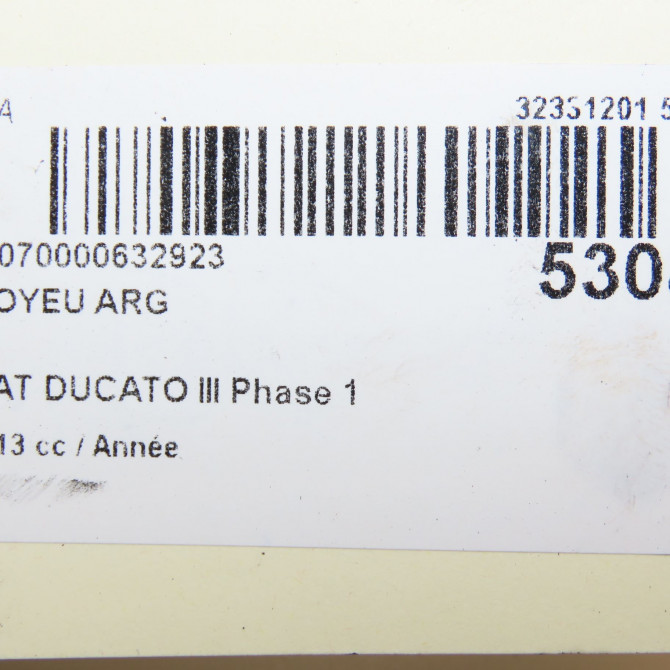 A 32351201 5
070000632923
530
OYEU ARG
AT DUCATO III Phase 1
13 cc / Année